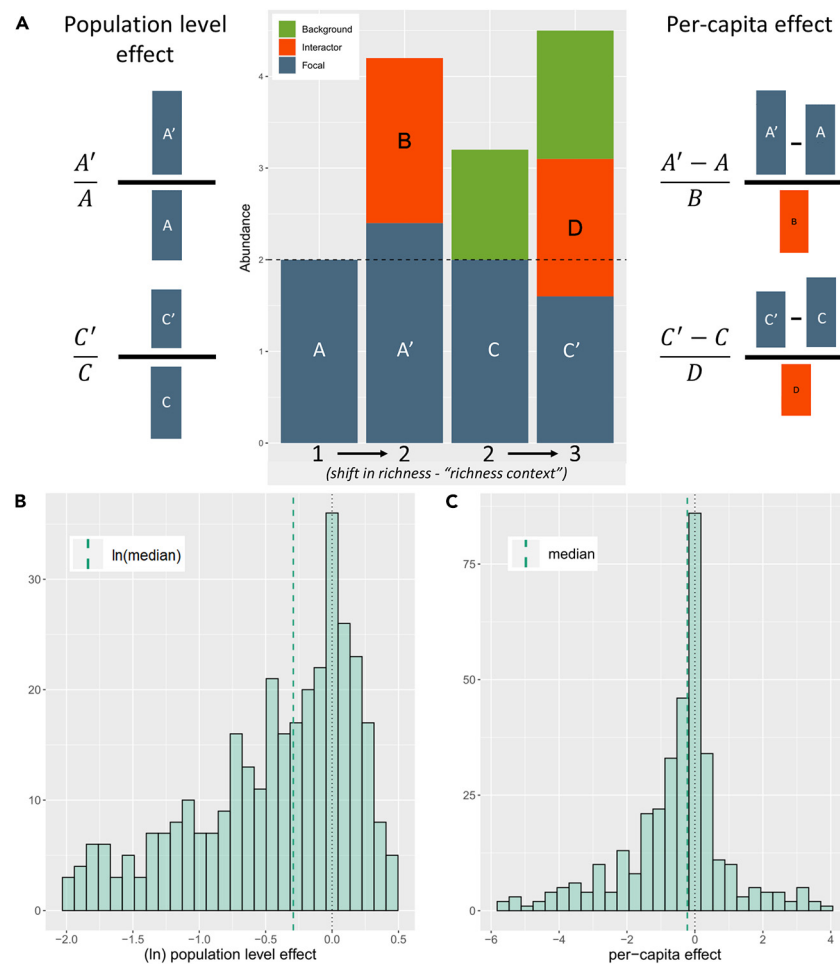 A
Population level
effect
A′
A
A′
A
C′
C
C′
C
Background
Interactor
Focal
Abundance
4
3
2
1
0
A
B
A′
C
D
C′
1 → 2 2 → 3
(shift in richness - “richness context”)
Per-capita effect
A′ − A
B
A′ − A
B
C′ − C
D
C′ − C
D
B
ln(median)
30
20
10
0
−2.0 −1.5 −1.0 −0.5 0.0 0.5
(ln) population level effect
C
median
75
50
25
0
−6 −4 −2 0 2 4
per−capita effect